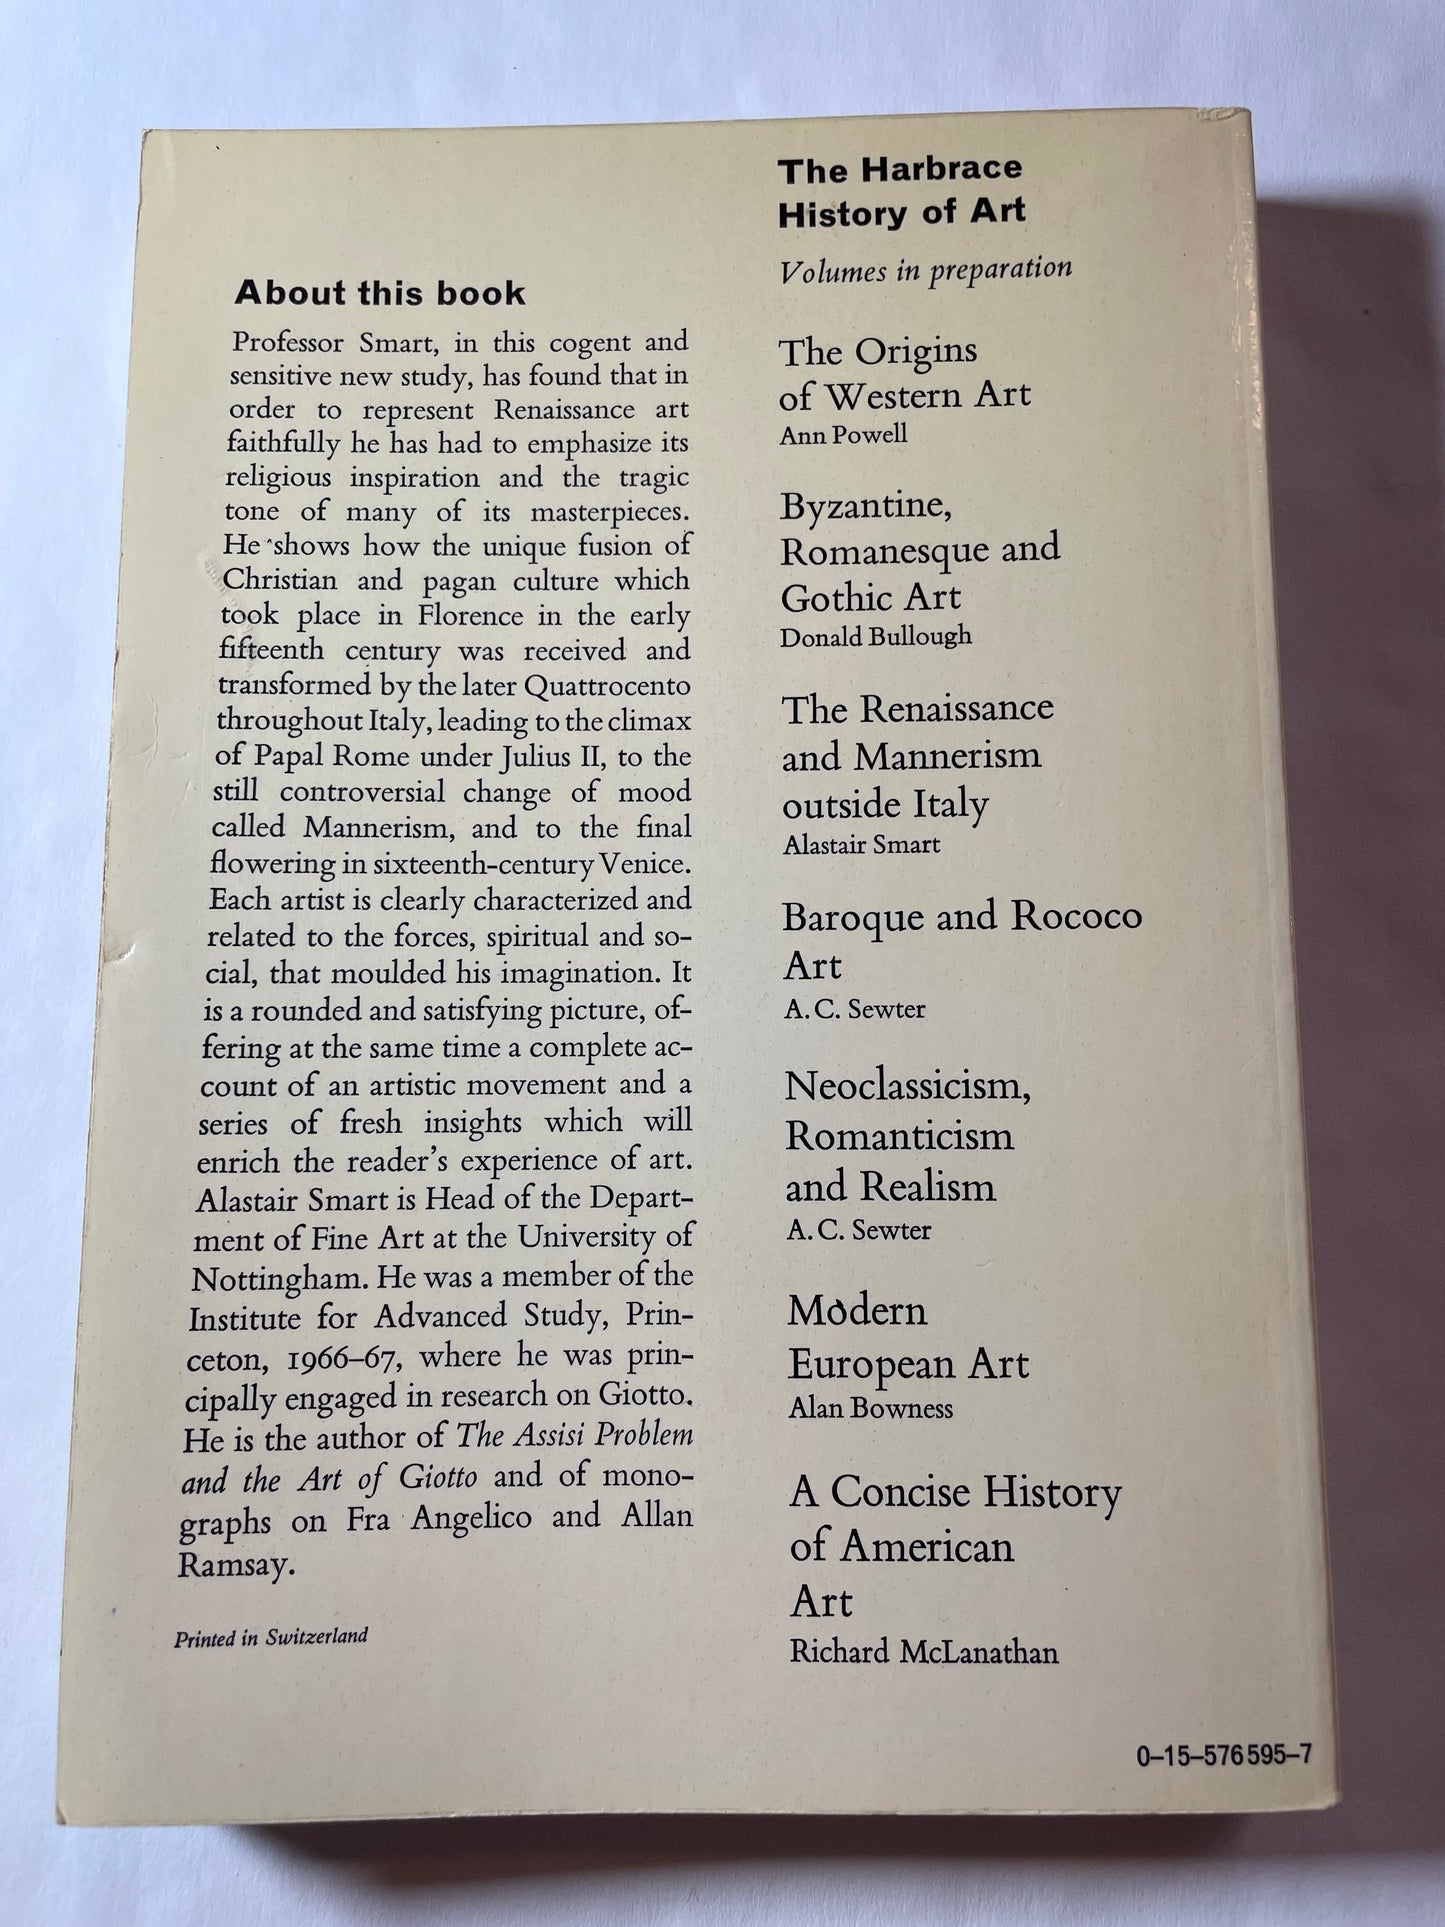 About this book
Professor Smart, in this cogent and
sensitive new study, has found that in
order to represent Renaissance art
faithfully he has had to emphasize its
religious inspiration and the tragic
tone of many of its masterpieces.
He shows how the unique fusion of
Christian and pagan culture which
took place in Florence in the early
fifteenth century was received and
transformed by the later Quattrocento
throughout Italy, leading to the climax
of Papal Rome under Julius II, to the
still controversial change of mood
called Mannerism, and to the final
flowering in sixteenth-century Venice.
Each artist is clearly characterized and
related to the forces, spiritual and so-
cial, that moulded his imagination. It
is a rounded and satisfying picture, of-
fering at the same time a complete ac-
count of an artistic movement and a
series of fresh insights which will
enrich the reader's experience of art.
Alastair Smart is Head of the Depart-
ment of Fine Art at the University of
Nottingham. He was a member of the
Institute for Advanced Study, Prin-
ceton, 1966–67, where he was prin-
cipally engaged in research on Giotto.
He is the author of The Assisi Problem
and the Art of Giotto and of mono-
graphs on Fra Angelico and Allan
Ramsay.
Printed in Switzerland
The Harbrace
History of Art
Volumes in preparation
The Origins
of Western Art
Ann Powell
Byzantine,
Romanesque and
Gothic Art
Donald Bullough
The Renaissance
and Mannerism
outside Italy
Alastair Smart
Baroque and Rococo
Art
A. C. Sewter
Neoclassicism,
Romanticism
and Realism
A. C. Sewter
Modern
European Art
Alan Bowness
A Concise History
of American
Art
Richard McLanathan
0–15–576595–7